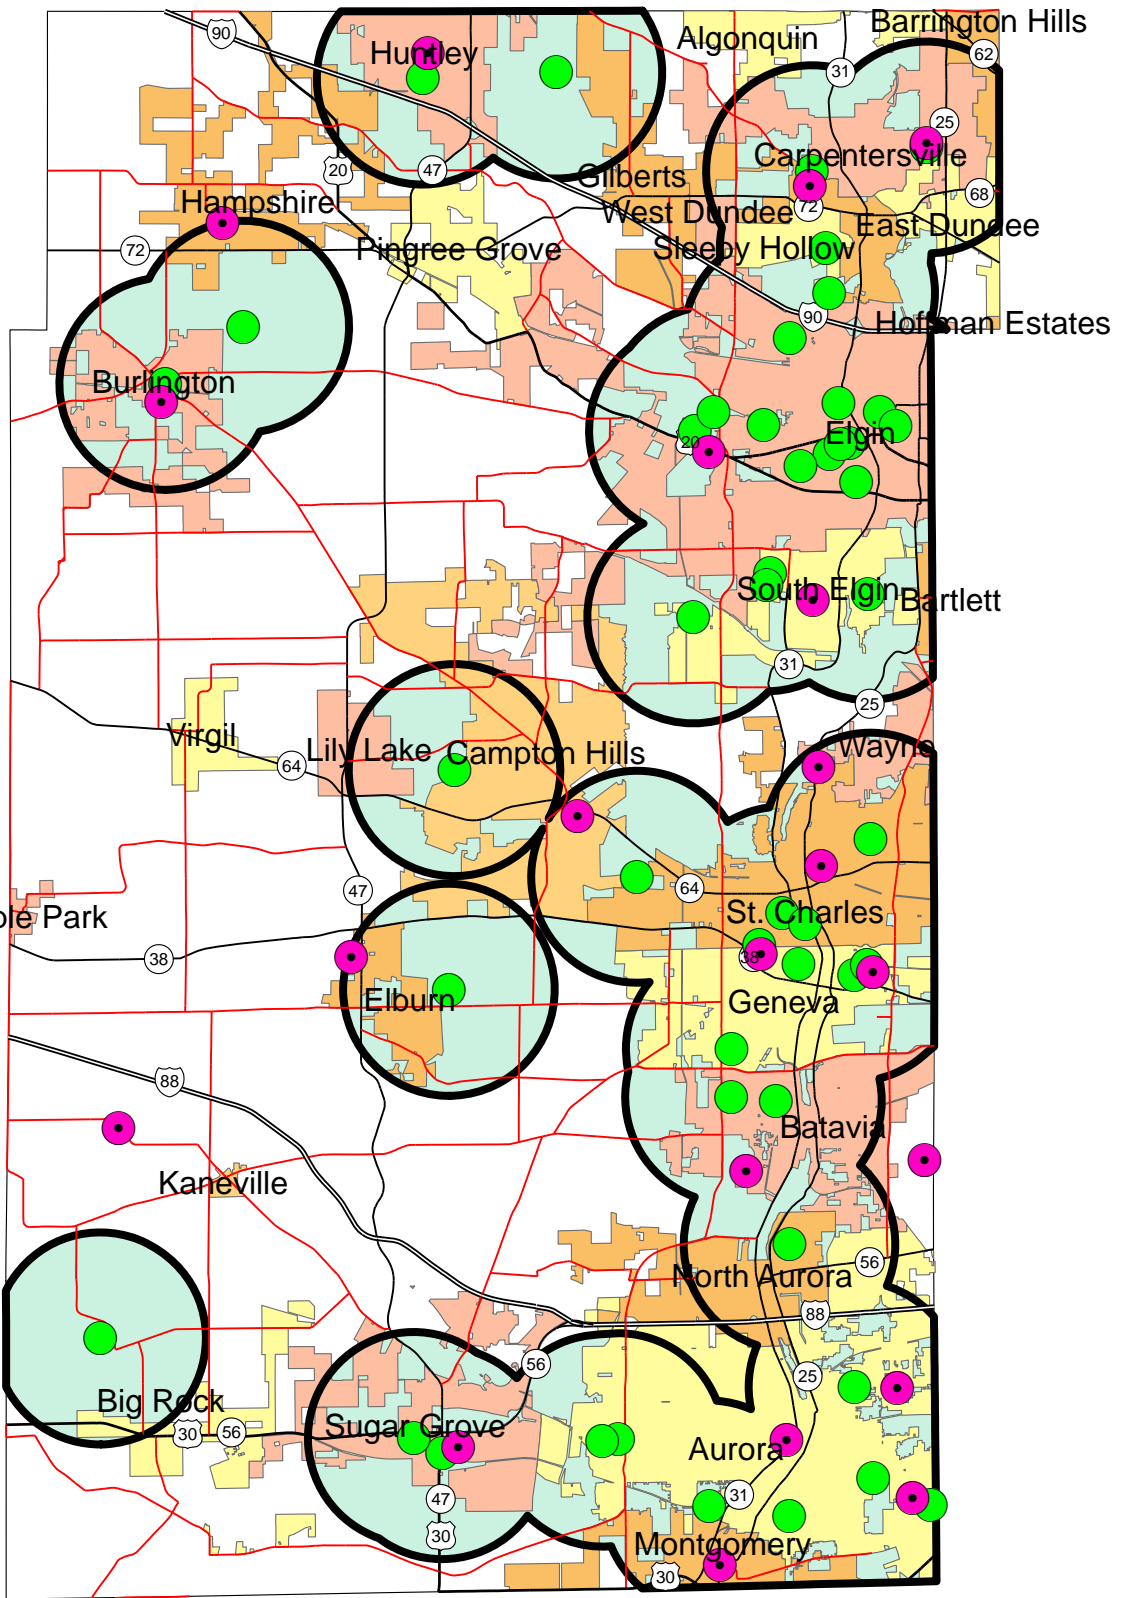 Barrington Hills
90
Algonquin
Huntley
62
31
25
Carpentersville
20
47
Gilberts
68
Hampshire
West Dundee
72
East Dundee
72
Pingree Grove
Sleepy Hollow
90
Hoffman Estates
Burlington
20
Elgin
South Elgin
Bartlett
31
25
Virgil
Lily Lake
Campton Hills
Wayne
64
47
64
ple Park
St. Charles
38
38
Elburn
Geneva
88
Batavia
Kaneville
56
North Aurora
88
56
25
Big Rock
30
56
Sugar Grove
Aurora
47
31
30
Montgomery
30